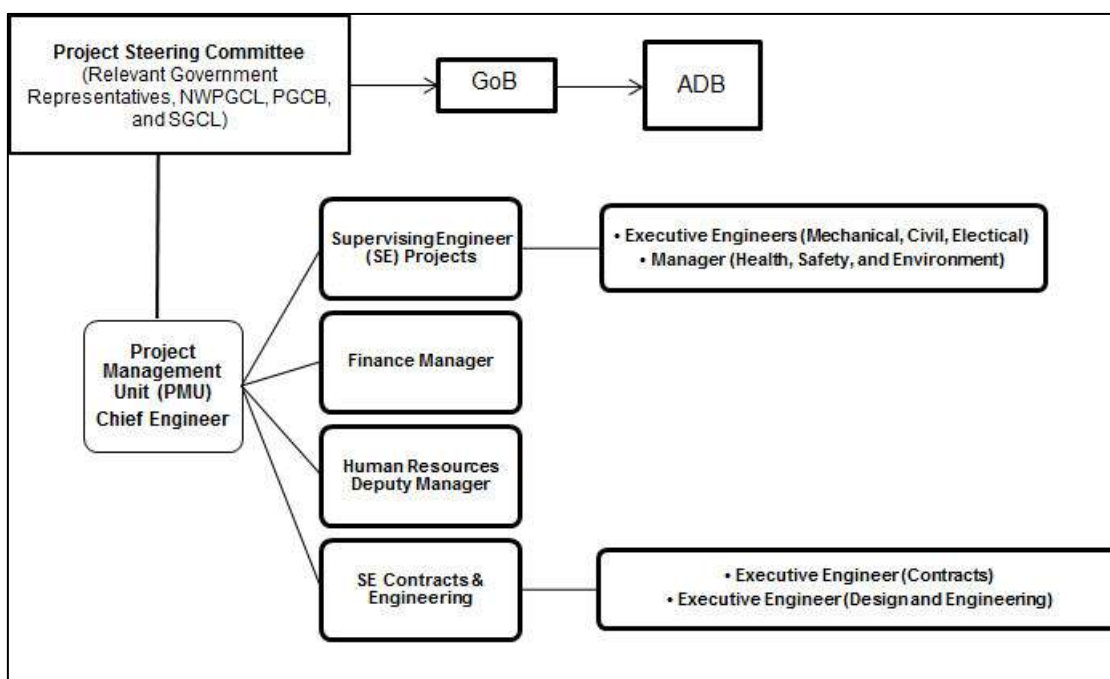 Project Steering Committee
(Relevant Government
Representatives, NWPGCL, PGCB,
and SGCL)
GoB
ADB
Supervising Engineer
(SE) Projects
• Executive Engineers (Mechanical, Civil, Electical)
• Manager (Health, Safety, and Environment)
Project
Management
Unit (PMU)
Chief Engineer
Finance Manager
Human Resources
Deputy Manager
SE Contracts &
Engineering
• Executive Engineer (Contracts)
• Executive Engineer (Design and Engineering)